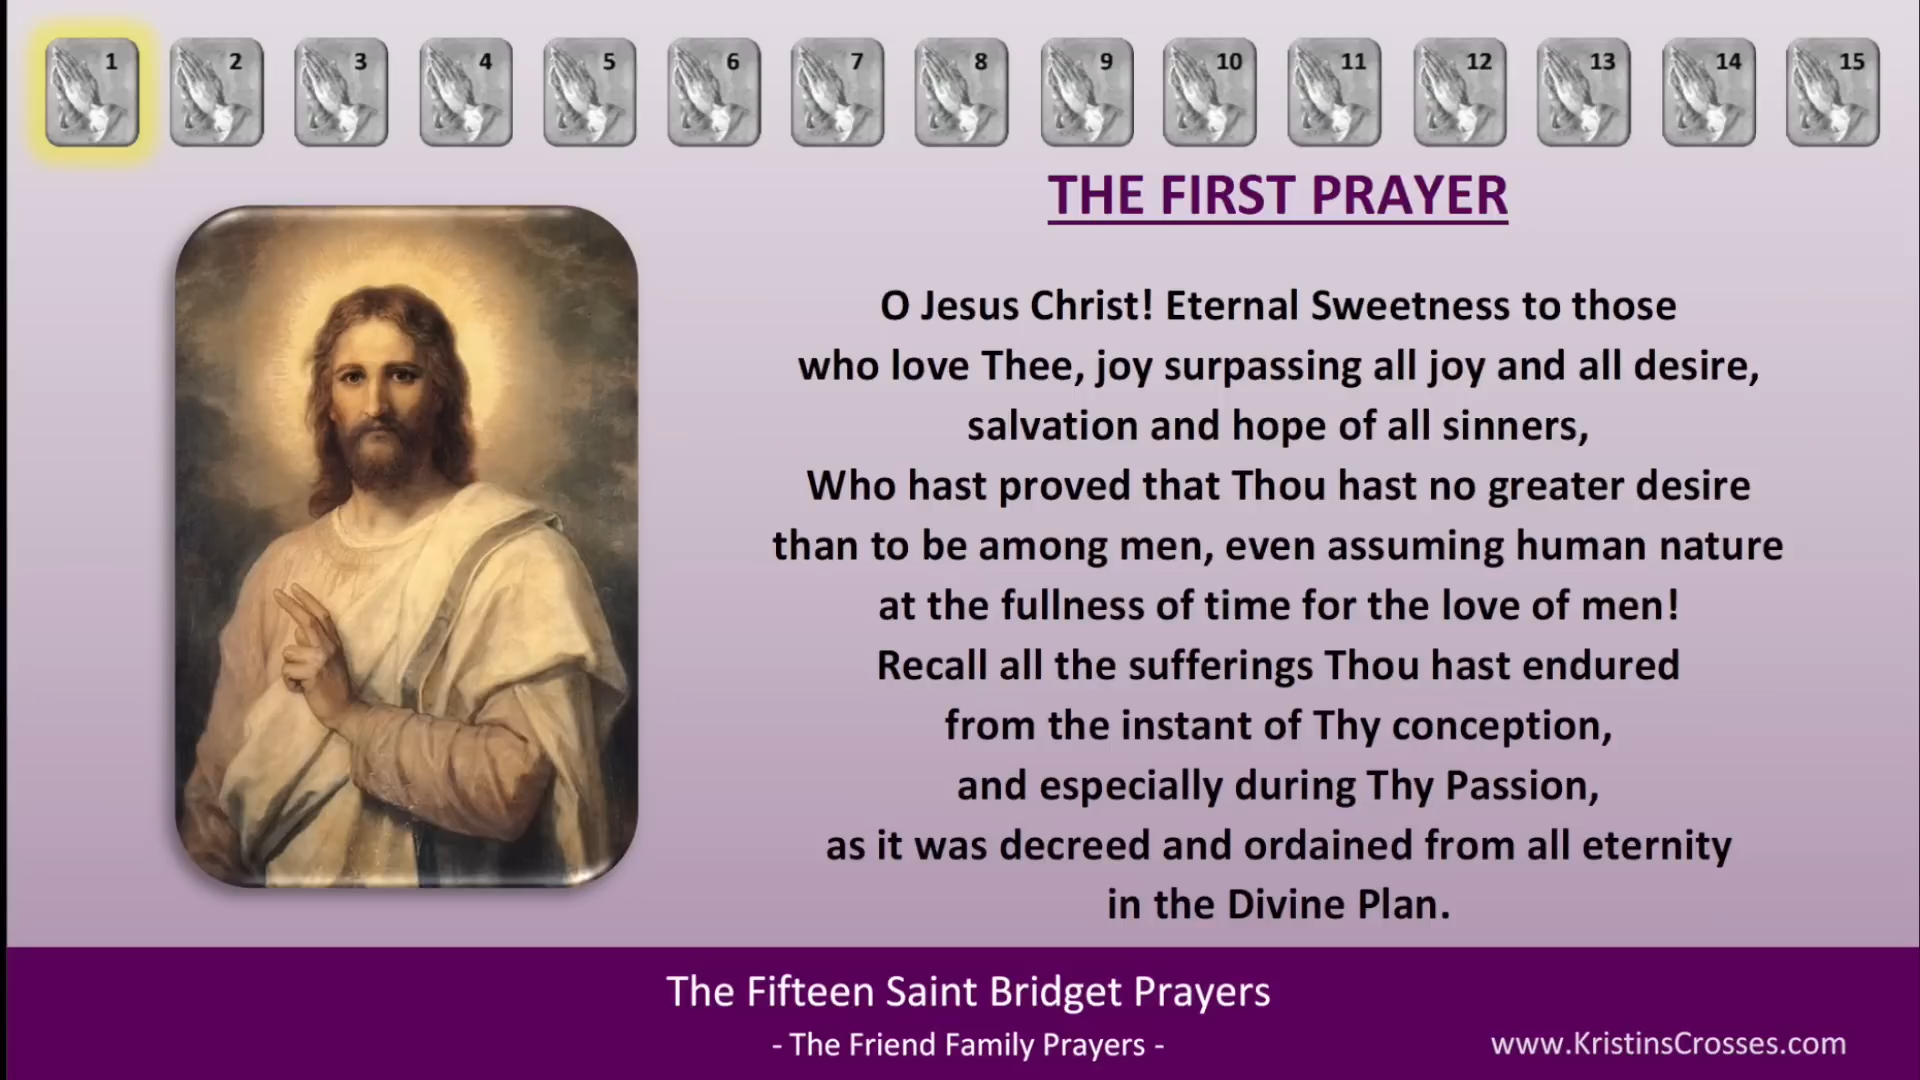 1 2 3 4 5 6 7 8 9 10 11 12 13 14 15
THE FIRST PRAYER
O Jesus Christ! Eternal Sweetness to those
who love Thee, joy surpassing all joy and all desire,
salvation and hope of all sinners,
Who hast proved that Thou hast no greater desire
than to be among men, even assuming human nature
at the fullness of time for the love of men!
Recall all the sufferings Thou hast endured
from the instant of Thy conception,
and especially during Thy Passion,
as it was decreed and ordained from all eternity
in the Divine Plan.
The Fifteen Saint Bridget Prayers
- The Friend Family Prayers -
www.KristinsCrosses.com